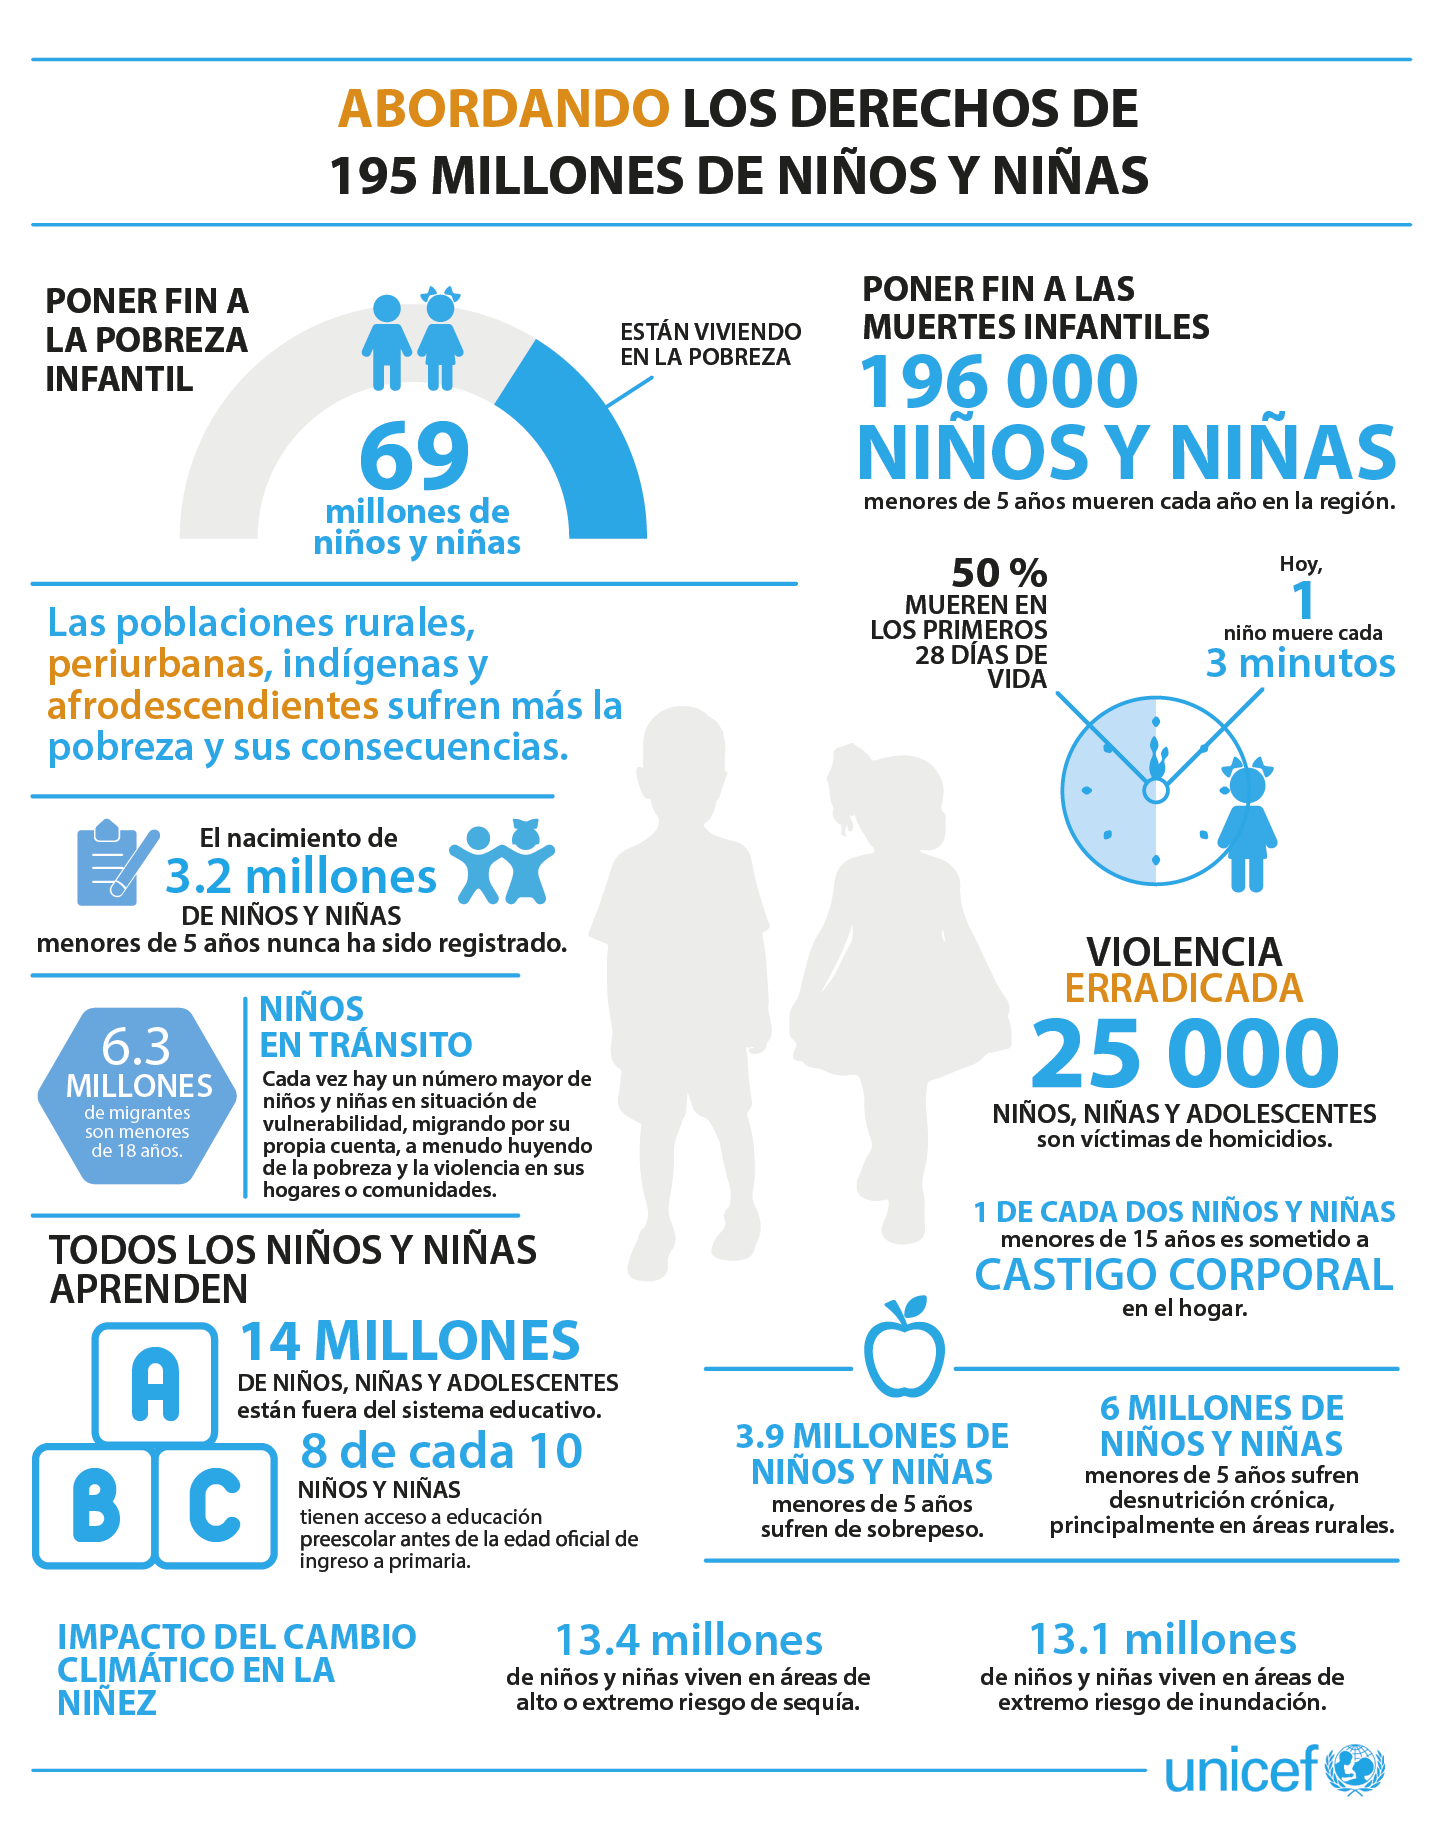 ABORDANDO LOS DERECHOS DE
195 MILLONES DE NIÑOS Y NIÑAS
PONER FIN A
LA POBREZA
INFANTIL
ESTÁN VIVIENDO
EN LA POBREZA
69
millones de
niños y niñas
Las poblaciones rurales,
periurbanas, indígenas y
afrodescendientes sufren más la
pobreza y sus consecuencias.
El nacimiento de
3.2 millones
DE NIÑOS Y NIÑAS
menores de 5 años nunca ha sido registrado.
6.3
MILLONES
de migrantes
son menores
de 18 años.
NIÑOS
EN TRÁNSITO
Cada vez hay un número mayor de
niños y niñas en situación de
vulnerabilidad, migrando por su
propia cuenta, a menudo huyendo
de la pobreza y la violencia en sus
hogares o comunidades.
TODOS LOS NIÑOS Y NIÑAS
APRENDEN
A
B C
14 MILLONES
DE NIÑOS, NIÑAS Y ADOLESCENTES
están fuera del sistema educativo.
8 de cada 10
NIÑOS Y NIÑAS
tienen acceso a educación
preescolar antes de la edad oficial de
ingreso a primaria.
PONER FIN A LAS
MUERTES INFANTILES
196 000
NIÑOS Y NIÑAS
menores de 5 años mueren cada año en la región.
50 %
MUEREN EN
LOS PRIMEROS
28 DÍAS DE
VIDA
Hoy,
1
niño muere cada
3 minutos
VIOLENCIA
ERRADICADA
25 000
NIÑOS, NIÑAS Y ADOLESCENTES
son víctimas de homicidios.
1 DE CADA DOS NIÑOS Y NIÑAS
menores de 15 años es sometido a
CASTIGO CORPORAL
en el hogar.
3.9 MILLONES DE
NIÑOS Y NIÑAS
menores de 5 años
sufren de sobrepeso.
6 MILLONES DE
NIÑOS Y NIÑAS
menores de 5 años sufren
desnutrición crónica,
principalmente en áreas rurales.
IMPACTO DEL CAMBIO
CLIMÁTICO EN LA
NIÑEZ
13.4 millones
de niños y niñas viven en áreas de
alto o extremo riesgo de sequía.
13.1 millones
de niños y niñas viven en áreas de
extremo riesgo de inundación.
unicef